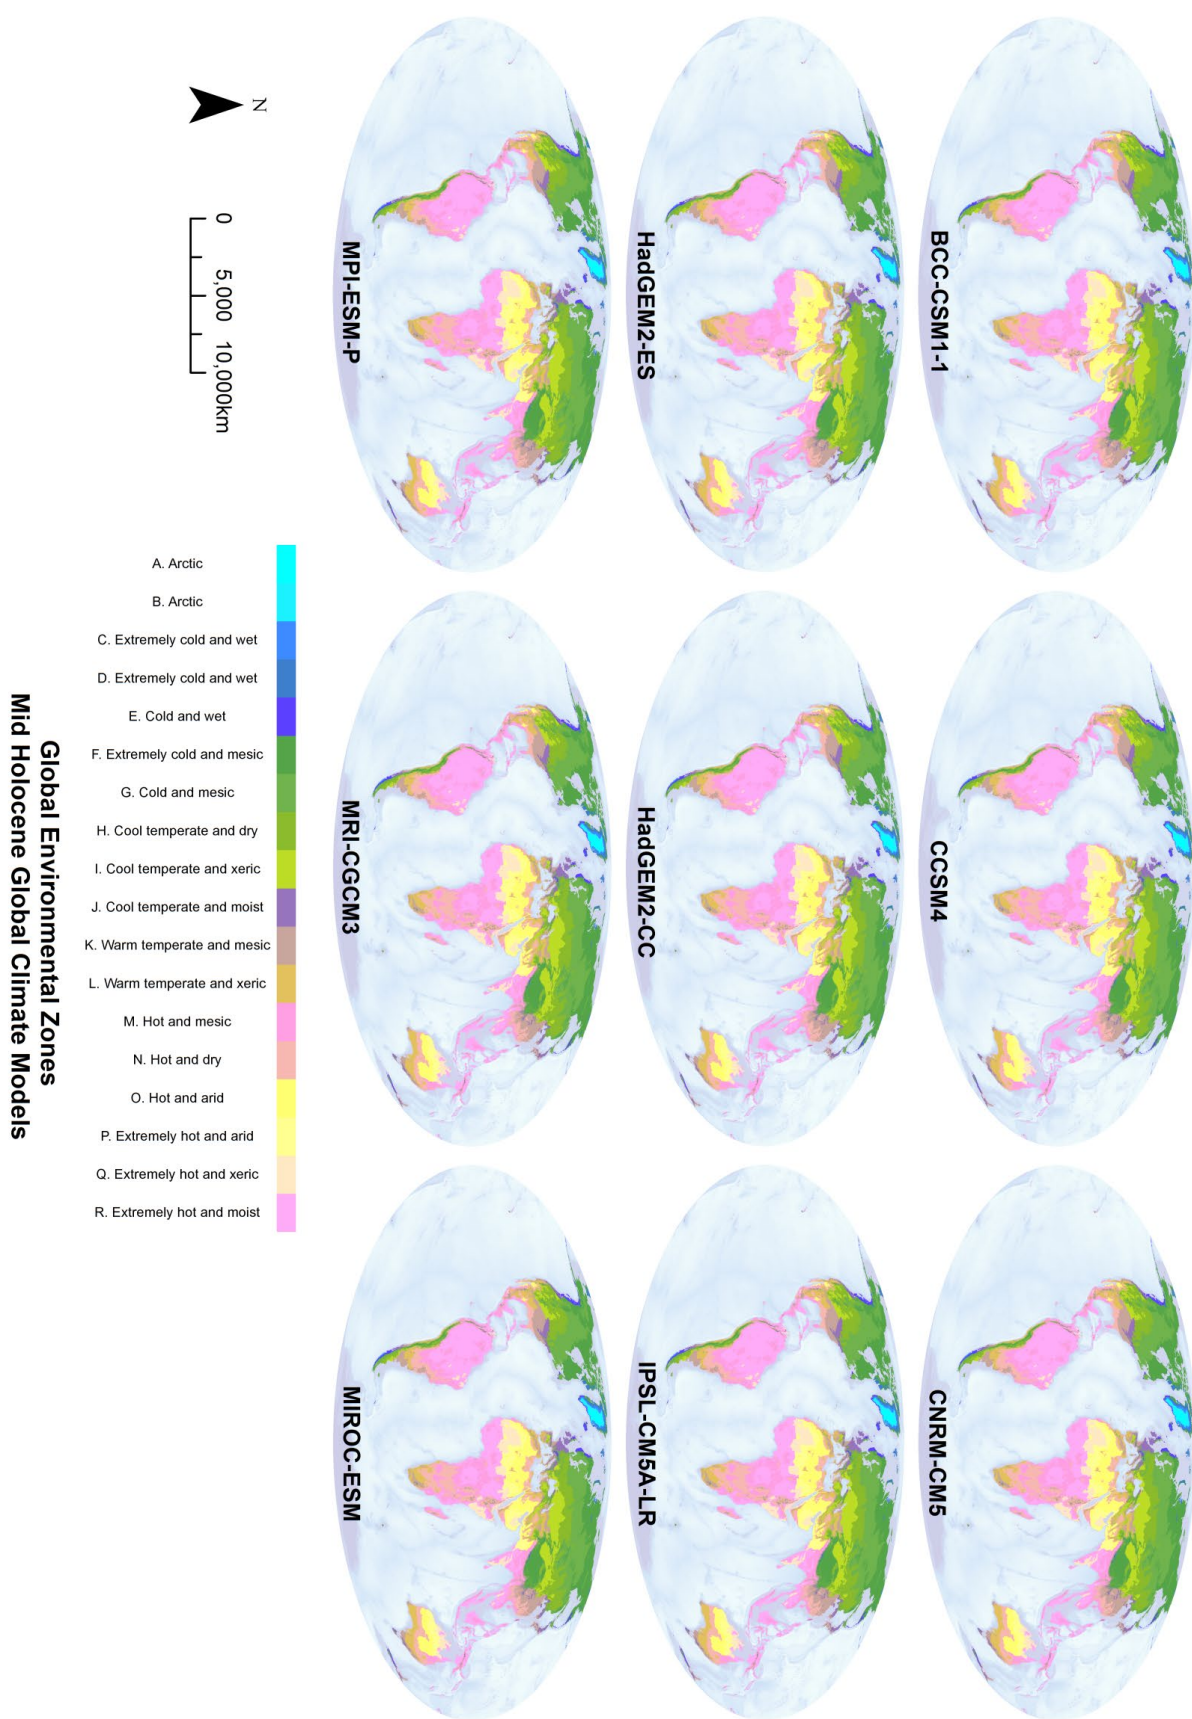 BCC-CSM1-1
CCSM4
CNRM-CM5
HadGEM2-ES
HadGEM2-CC
IPSL-CM5A-LR
MPI-ESM-P
MRI-CGCM3
MIROC-ESM
N
0 5,000 10,000km
A. Arctic
B. Arctic
C. Extremely cold and wet
D. Extremely cold and wet
E. Cold and wet
F. Extremely cold and mesic
G. Cold and mesic
H. Cool temperate and dry
I. Cool temperate and xeric
J. Cool temperate and moist
K. Warm temperate and mesic
L. Warm temperate and xeric
M. Hot and mesic
N. Hot and dry
O. Hot and arid
P. Extremely hot and arid
Q. Extremely hot and xeric
R. Extremely hot and moist
Global Environmental Zones
Mid Holocene Global Climate Models